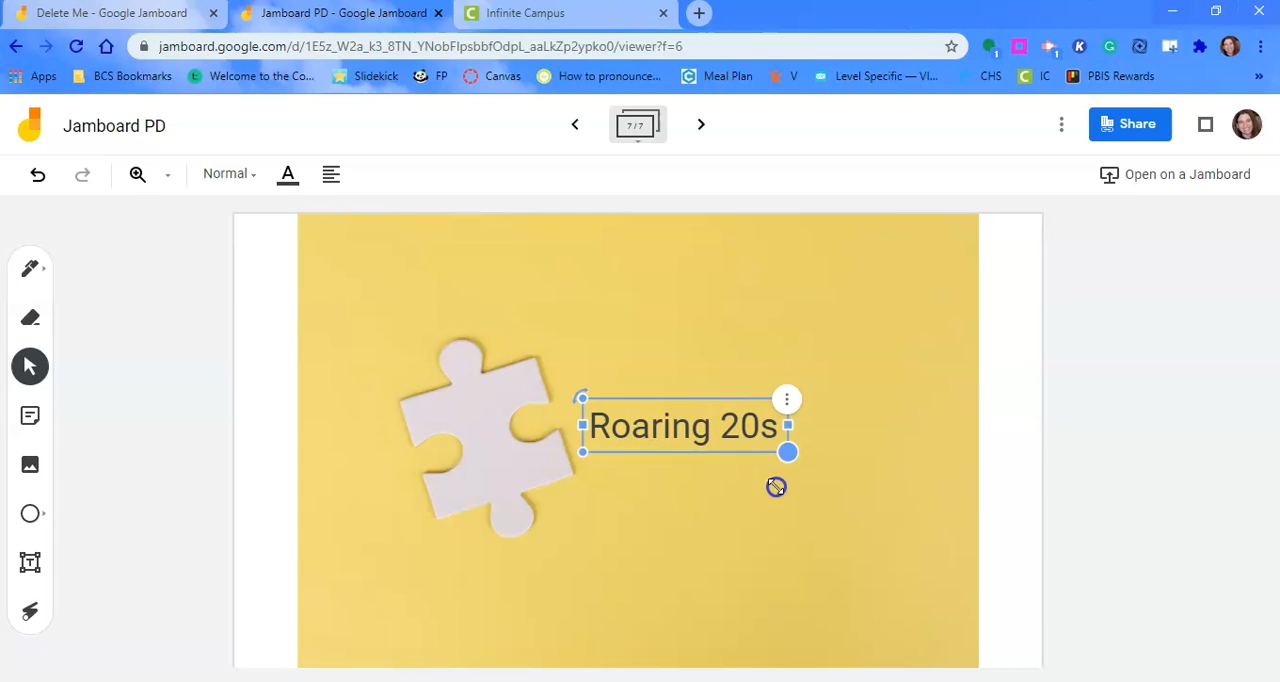 Delete Me - Google Jamboard
Jamboard PD - Google Jamboard
Infinite Campus
jamboard.google.com/d/1E5z_W2a_k3_8TN_YNobFIpsbbfOdpL_aaLkZp2ypko0/viewer?f=6
Apps BCS Bookmarks Welcome to the Co... Slidekick FP Canvas How to pronounce... Meal Plan V Level Specific — VI... CHS IC PBIS Rewards »
Jamboard PD
7 / 7
Share
Normal
Open on a Jamboard
Roaring 20s